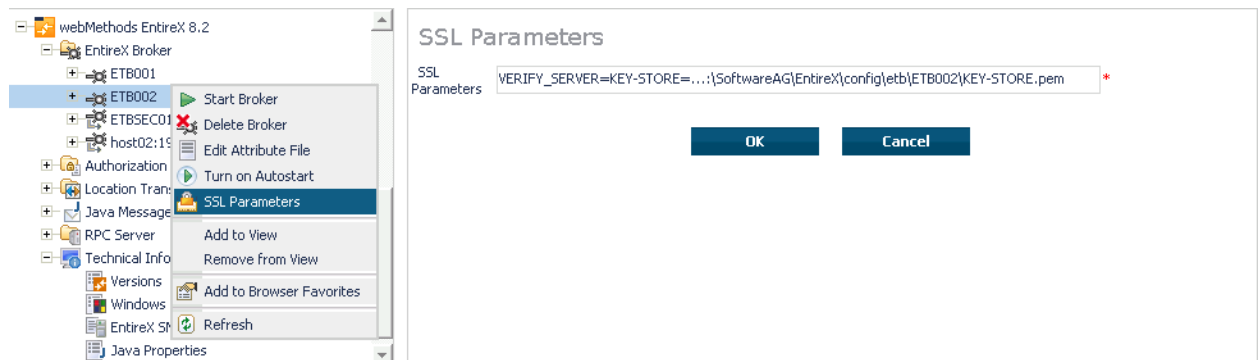 webMethods EntireX 8.2
EntireX Broker
ETB001
ETB002
ETBSEC01
host02:19
Authorization
Location Trans
Java Message
RPC Server
Technical Info
Versions
Windows
EntireX SM
Java Properties
Start Broker
Delete Broker
Edit Attribute File
Turn on Autostart
SSL Parameters
Add to View
Remove from View
Add to Browser Favorites
Refresh
SSL Parameters
SSL
Parameters
VERIFY_SERVER=KEY-STORE=...:\SoftwareAG\EntireX\config\etb\ETB002\KEY-STORE.pem *
OK Cancel